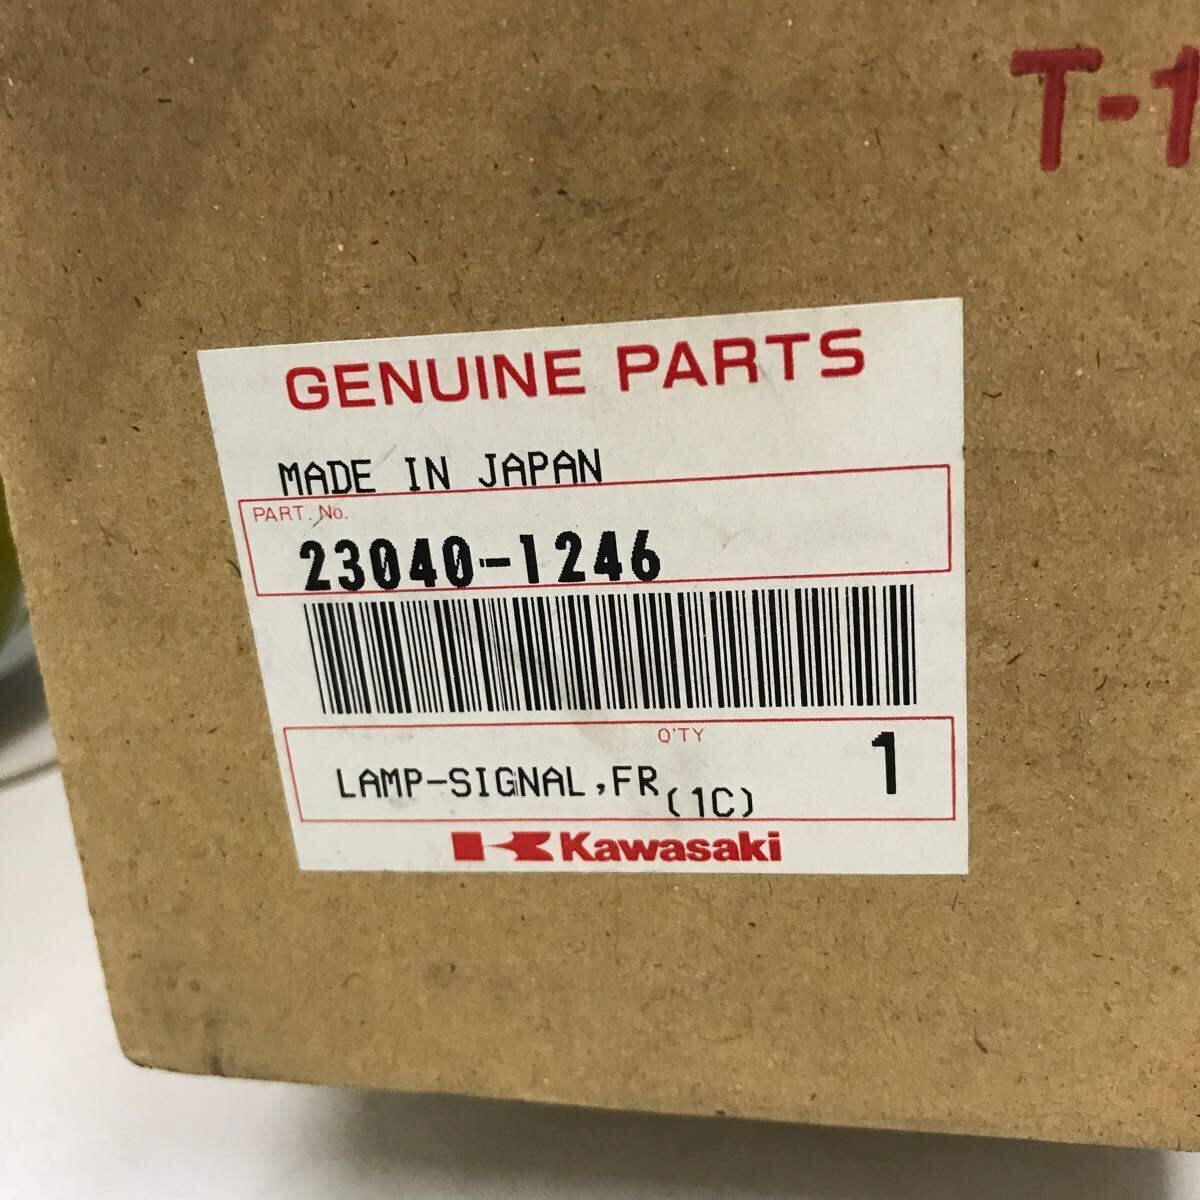 T-1
GENUINE PARTS
MADE IN JAPAN
PART. No.
23040-1246
Q'TY
LAMP-SIGNAL,FR(1C) 1
Kawasaki